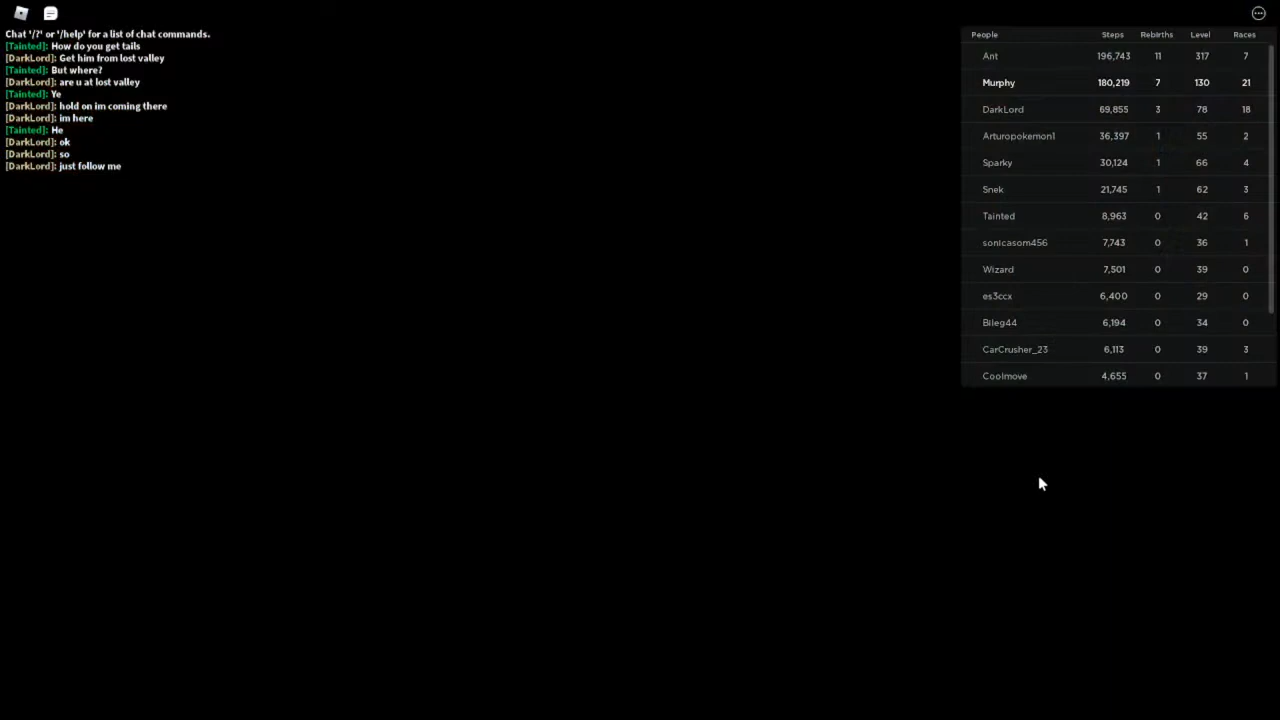 Chat '/?' or '/help' for a list of chat commands.
[Tainted]: How do you get tails
[DarkLord]: Get him from lost valley
[Tainted]: But where?
[DarkLord]: are u at lost valley
[Tainted]: Ye
[DarkLord]: hold on im coming there
[DarkLord]: im here
[Tainted]: He
[DarkLord]: ok
[DarkLord]: so
[DarkLord]: just follow me
People Steps Rebirths Level Races
Ant 196,743 11 317 7
Murphy 180,219 7 130 21
DarkLord 69,855 3 78 18
Arturopokemon1 36,397 1 55 2
Sparky 30,124 1 66 4
Snek 21,745 1 62 3
Tainted 8,963 0 42 6
sonicasom456 7,743 0 36 1
Wizard 7,501 0 39 0
es3ccx 6,400 0 29 0
Bileg44 6,194 0 34 0
CarCrusher_23 6,113 0 39 3
Coolmove 4,655 0 37 1